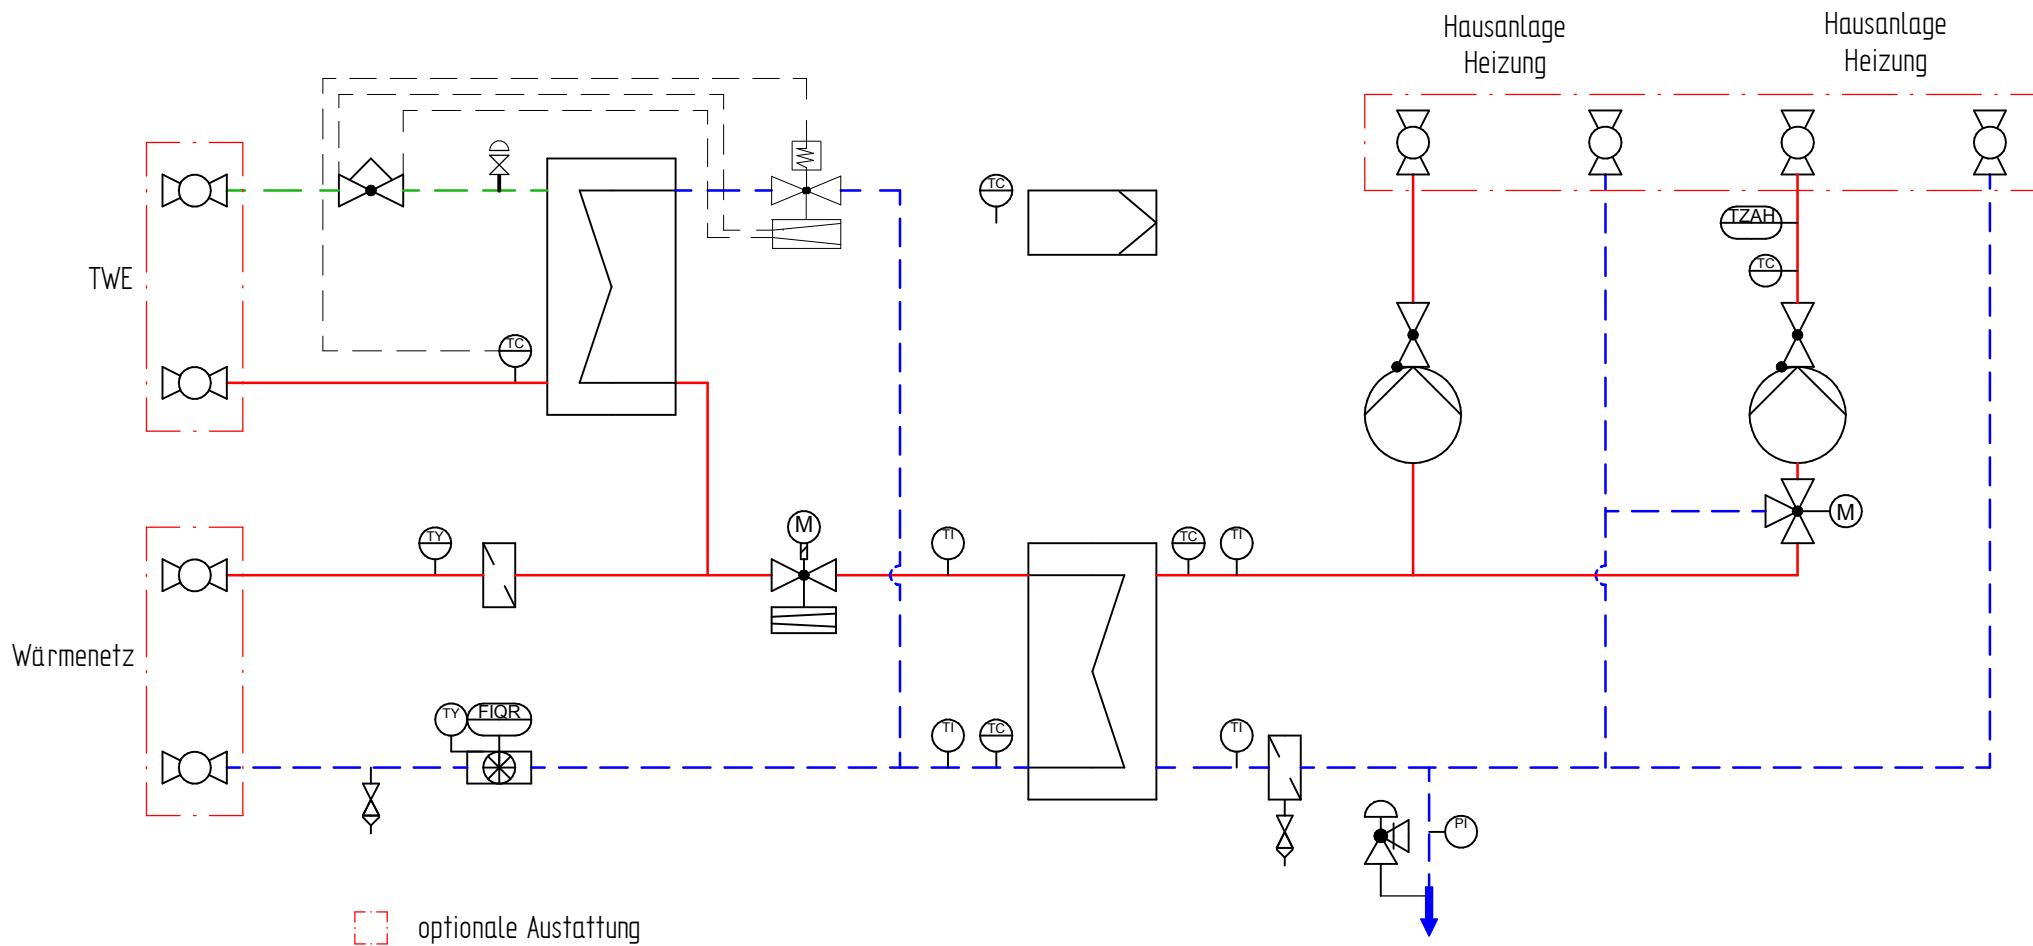 Hausanlage
Heizung
Hausanlage
Heizung
TC
TZAH
TC
TWE
TC
M
M
TY
TI
TC
TI
Wärmenetz
TY
FIQR
TI
TC
TI
PI
optionale Austattung